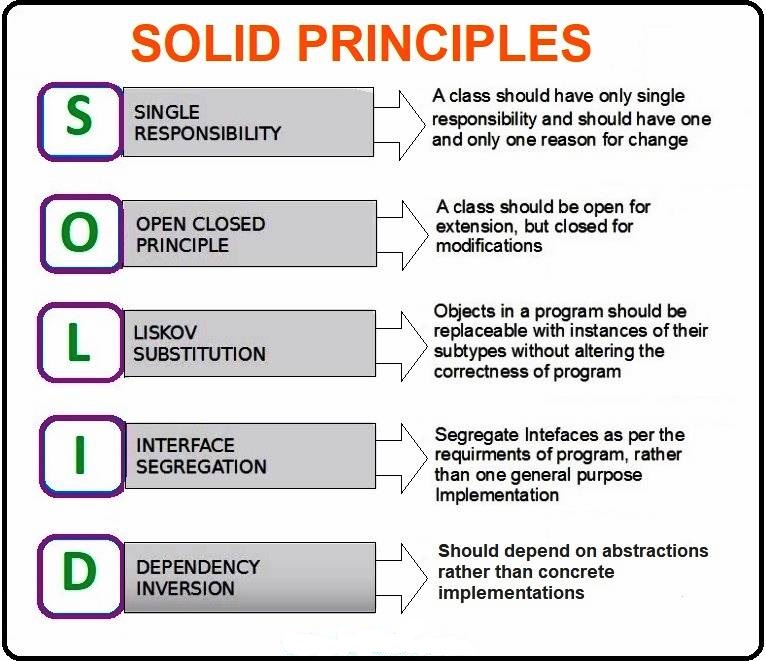 SOLID PRINCIPLES
S
SINGLE
RESPONSIBILITY
A class should have only single
responsibility and should have one
and only one reason for change
O
OPEN CLOSED
PRINCIPLE
A class should be open for
extension, but closed for
modifications
L
LISKOV
SUBSTITUTION
Objects in a program should be
replaceable with instances of their
subtypes without altering the
correctness of program
I
INTERFACE
SEGREGATION
Segregate Intefaces as per the
requirments of program, rather
than one general purpose
Implementation
D
DEPENDENCY
INVERSION
Should depend on abstractions
rather than concrete
implementations